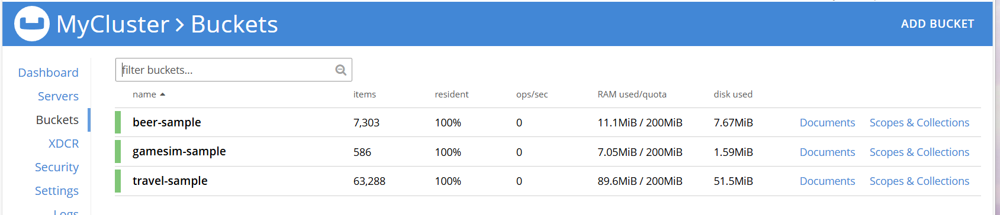 MyCluster > Buckets
ADD BUCKET
Dashboard
Servers
Buckets
XDCR
Security
Settings
Logs
filter buckets...
name items resident ops/sec RAM used/quota disk used
beer-sample 7,303 100% 0 11.1MiB / 200MiB 7.67MiB Documents Scopes & Collections
gamesim-sample 586 100% 0 7.05MiB / 200MiB 1.59MiB Documents Scopes & Collections
travel-sample 63,288 100% 0 89.6MiB / 200MiB 51.5MiB Documents Scopes & Collections